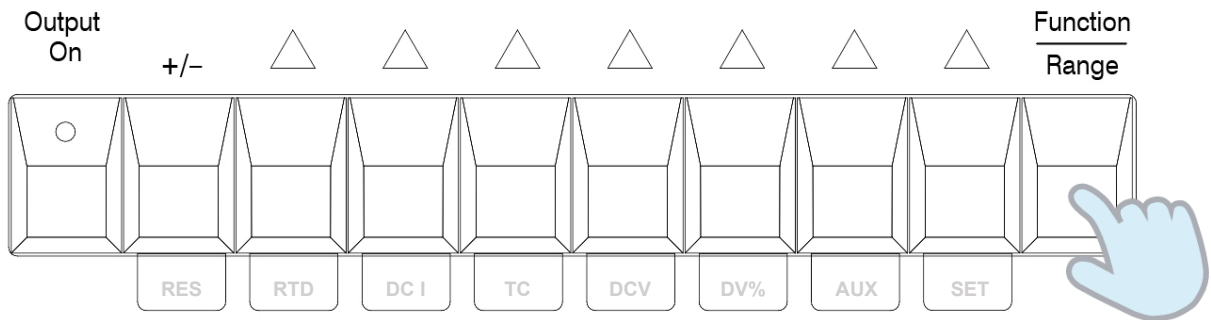 Output
On
+/–
Function
Range
RES RTD DC I TC DCV DV% AUX SET